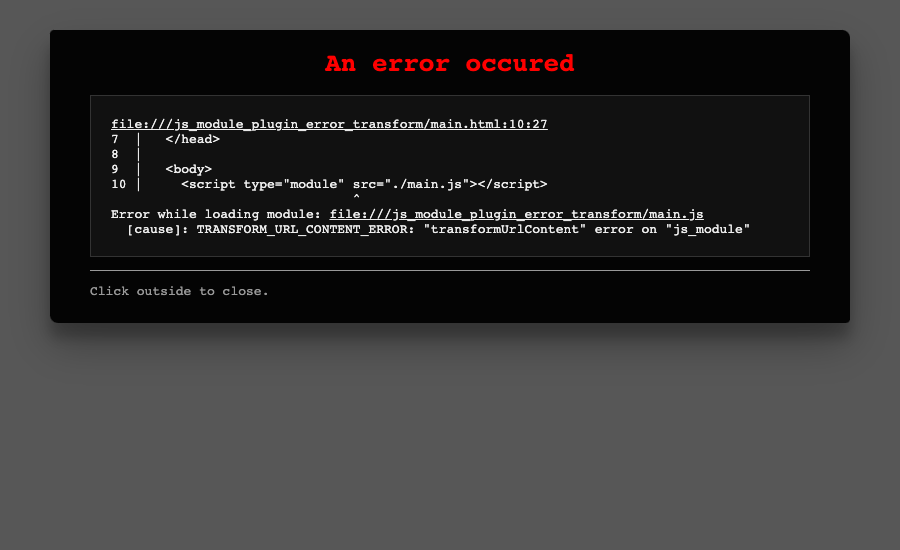 An error occured
file:///js_module_plugin_error_transform/main.html:10:27
7  |   </head>
8  |
9  |   <body>
10 |     <script type="module" src="./main.js"></script>
                               ^
Error while loading module: file:///js_module_plugin_error_transform/main.js
  [cause]: TRANSFORM_URL_CONTENT_ERROR: "transformUrlContent" error on "js_module"
Click outside to close.